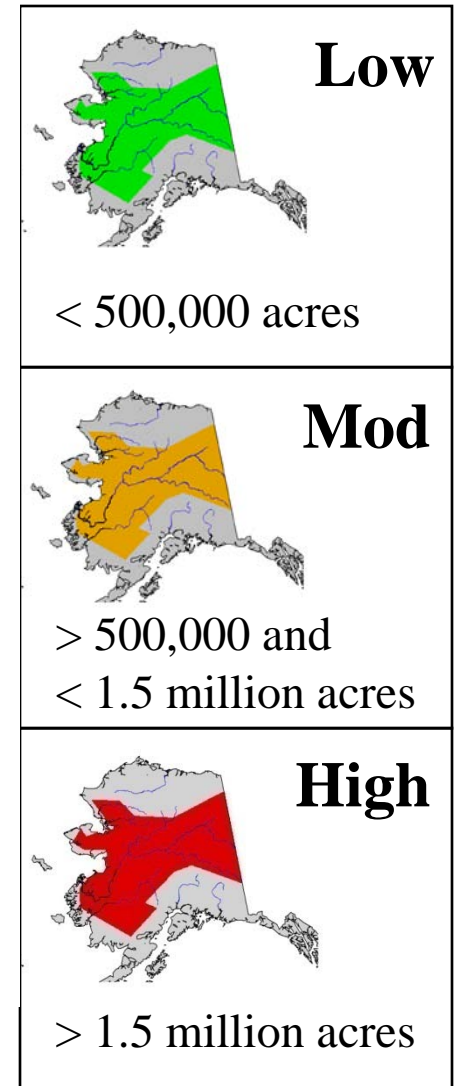 Low
< 500,000 acres
Mod
> 500,000 and
< 1.5 million acres
High
> 1.5 million acres